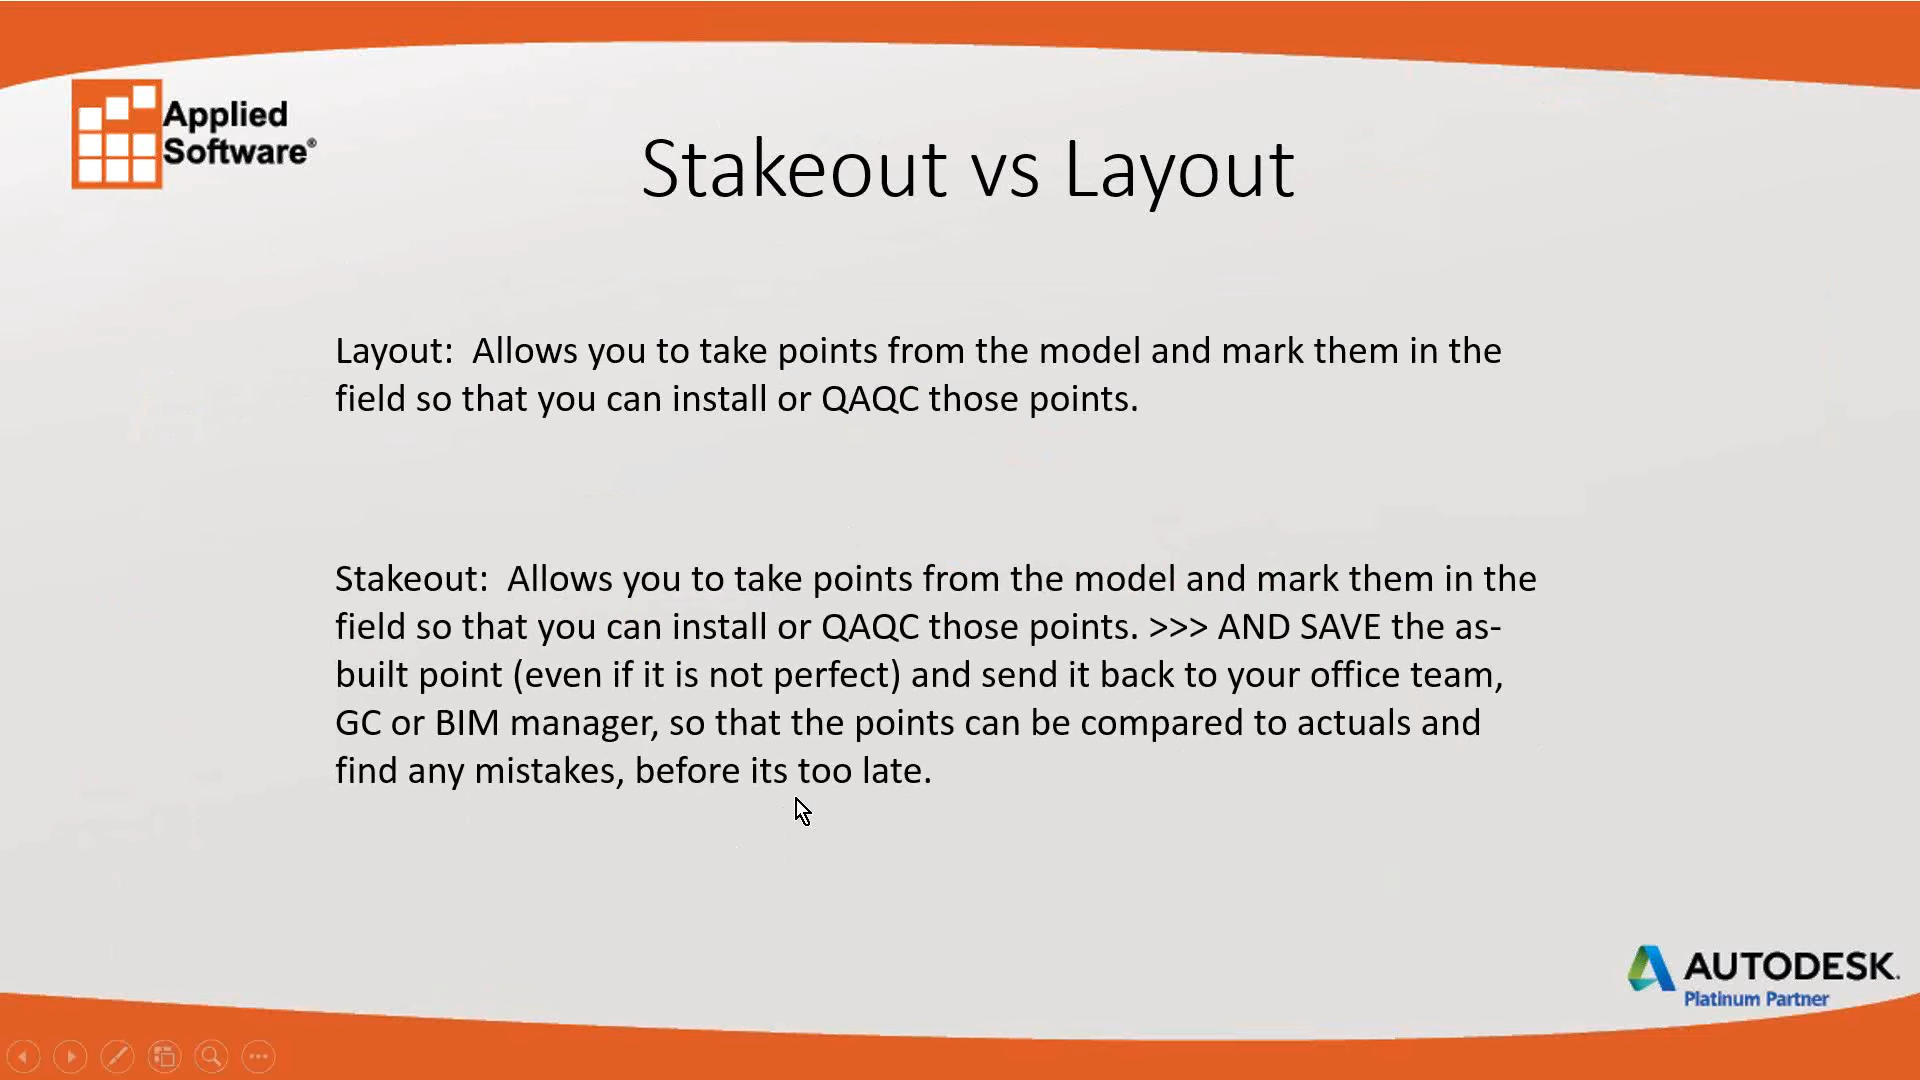 Applied
Software®
Stakeout vs Layout
Layout:  Allows you to take points from the model and mark them in the
field so that you can install or QAQC those points.
Stakeout:  Allows you to take points from the model and mark them in the
field so that you can install or QAQC those points. >>> AND SAVE the as-
built point (even if it is not perfect) and send it back to your office team,
GC or BIM manager, so that the points can be compared to actuals and
find any mistakes, before its too late.
AUTODESK.
Platinum Partner